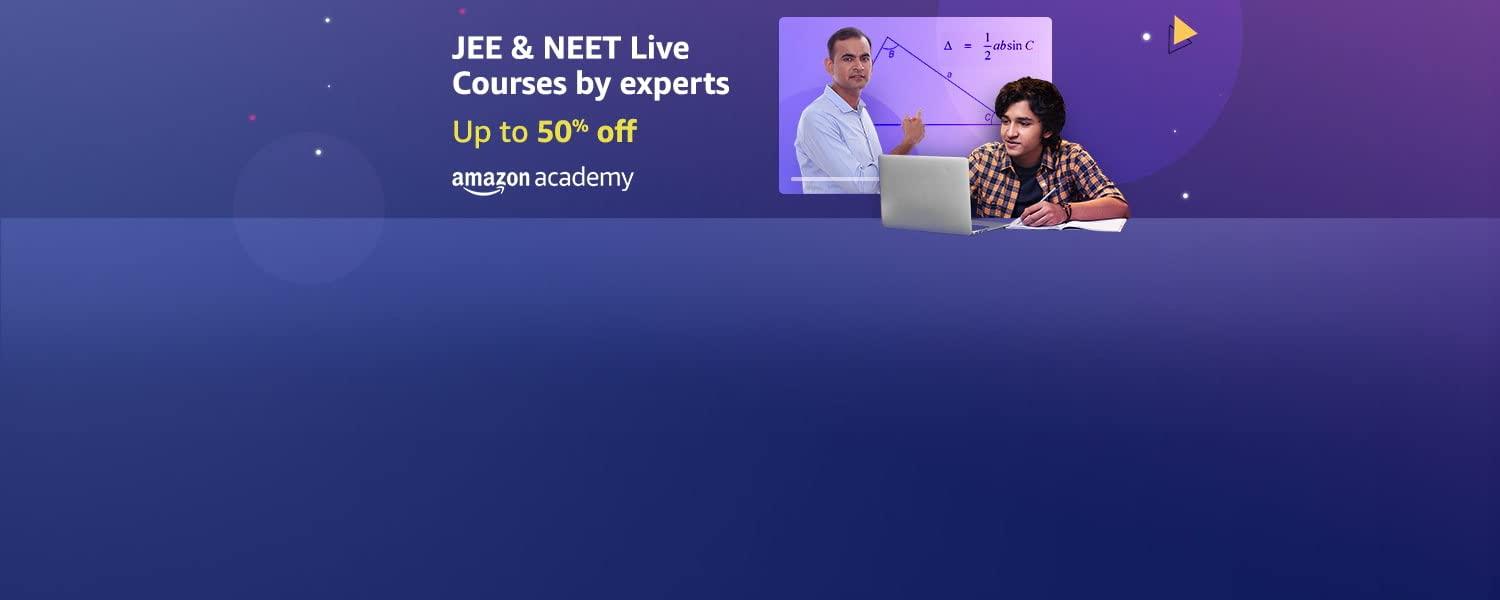 JEE & NEET Live
Courses by experts
Up to 50% off
amazon academy
Δ = 1/2 ab sin C
B
a
C